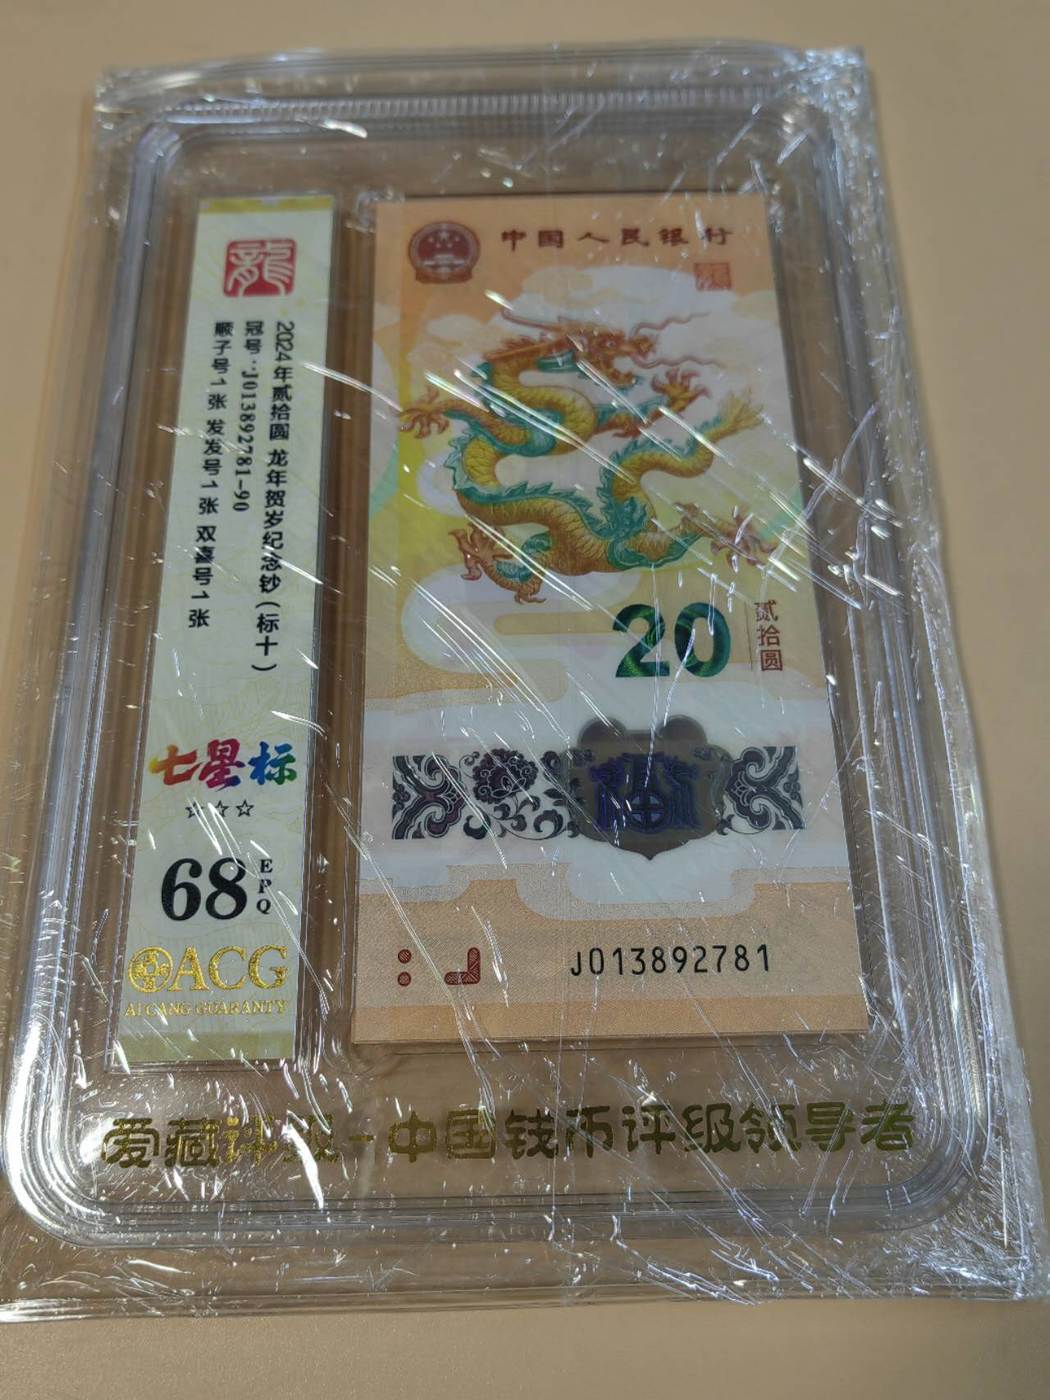 龍
2024年贰拾圆 龙年贺岁纪念钞(标十)
冠号:J013892781-90
顺子号1张 发发号1张 双喜号1张
七星标
☆☆☆
68 EPQ
ACG
AI CANG GUARANTY
中国人民银行
20
贰拾圆
福
J013892781
爱藏评级-中国钱币评级领导者